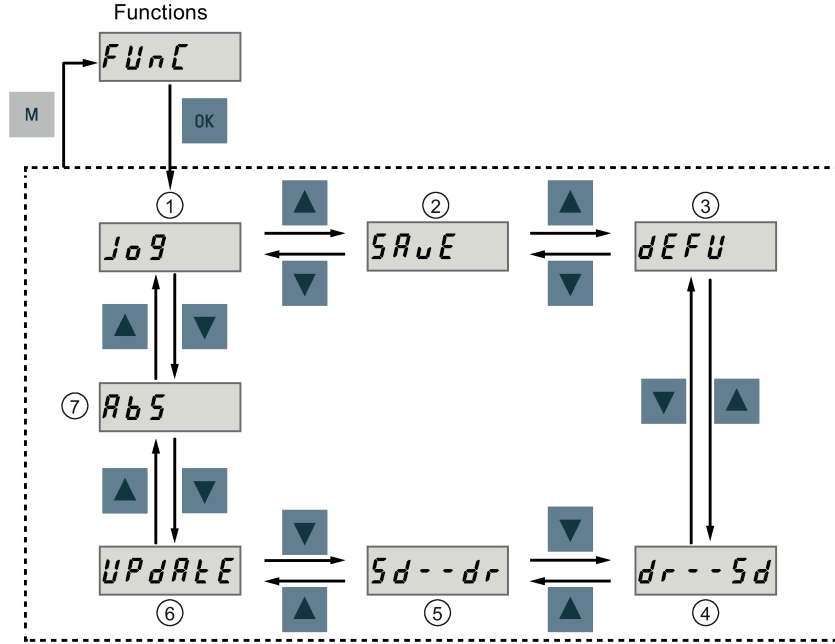 Functions
FUnC
M
OK
1
2
3
Jog
SAvE
dEFU
7
AbS
UPdAtE
Sd--dr
dr--Sd
6
5
4